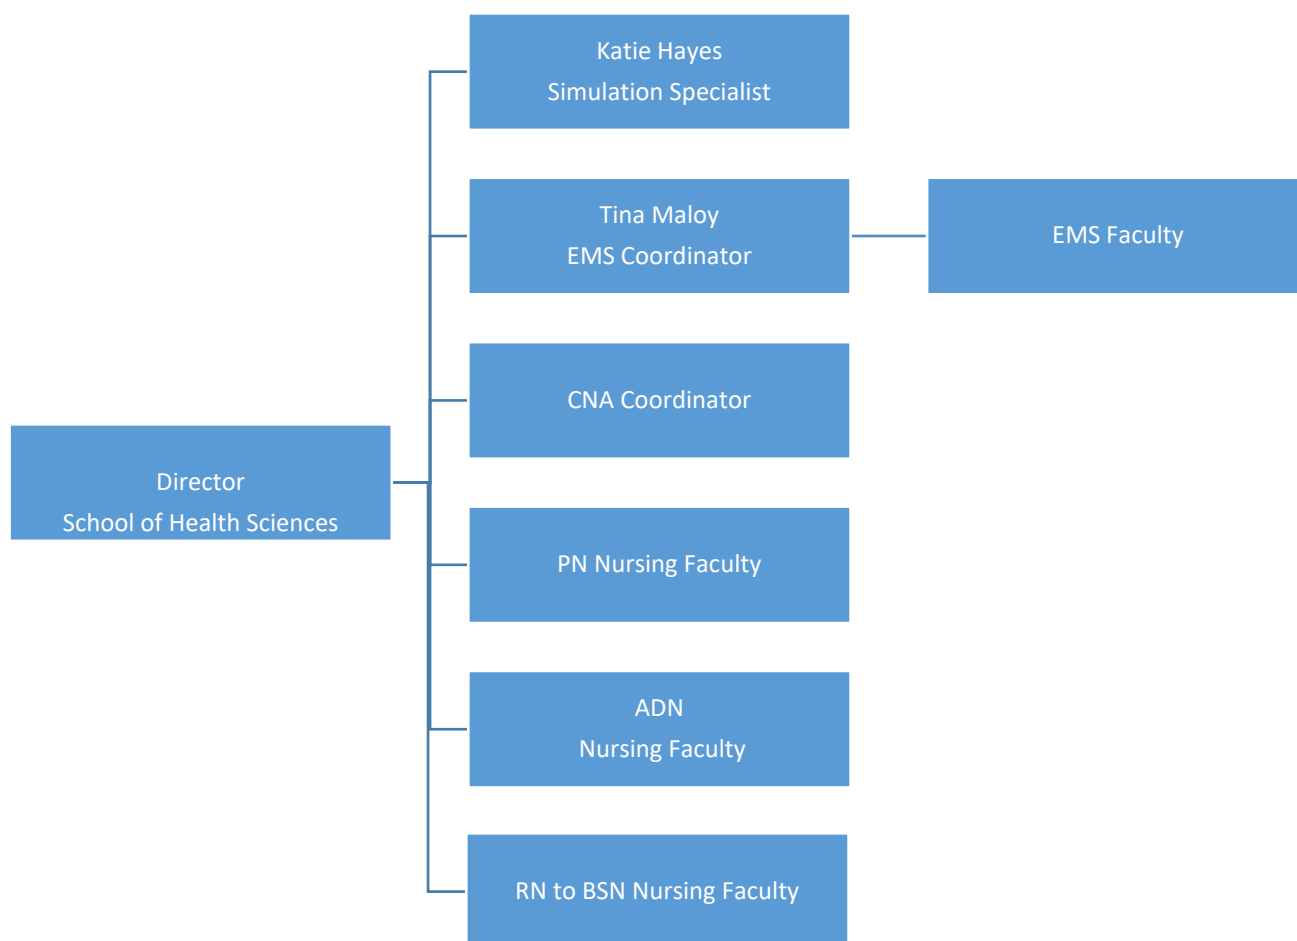 Katie Hayes
Simulation Specialist
Tina Maloy
EMS Coordinator
EMS Faculty
CNA Coordinator
Director
School of Health Sciences
PN Nursing Faculty
ADN
Nursing Faculty
RN to BSN Nursing Faculty